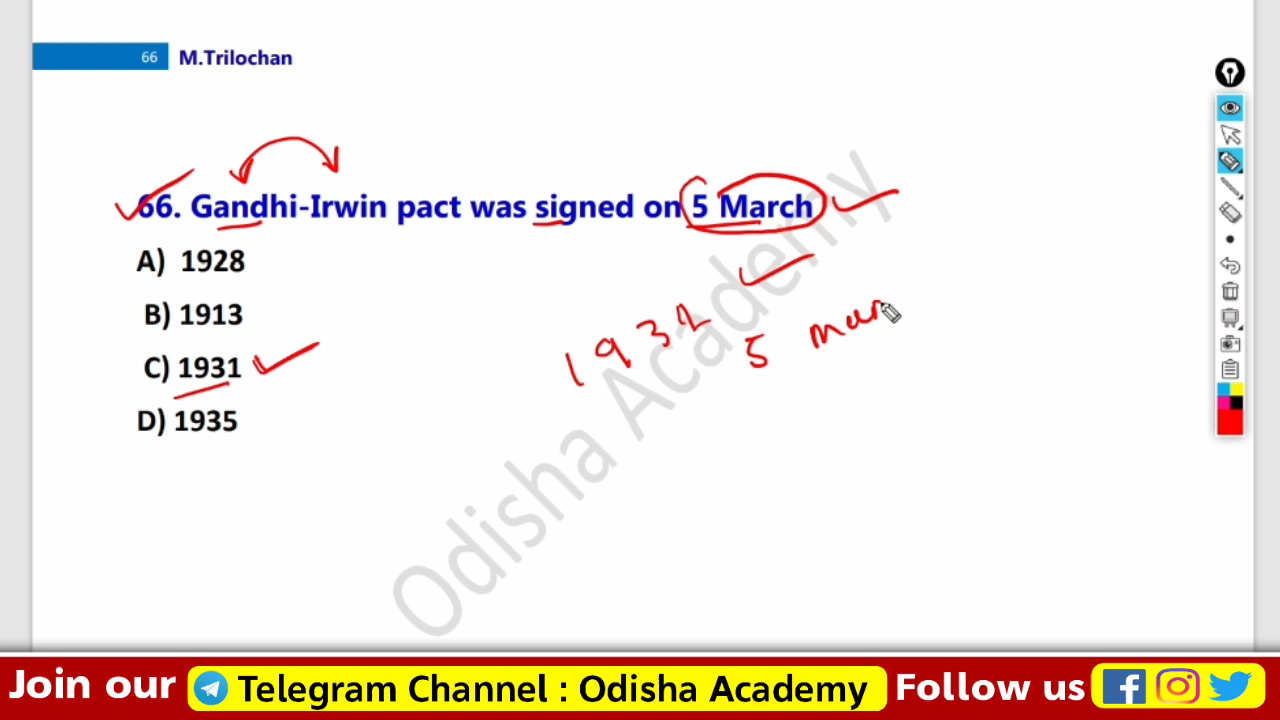 66 M.Trilochan
66. Gandhi-Irwin pact was signed on 5 March
A) 1928
B) 1913
C) 1931
D) 1935
1932
5 mar
Odisha Academy
Join our Telegram Channel : Odisha Academy Follow us